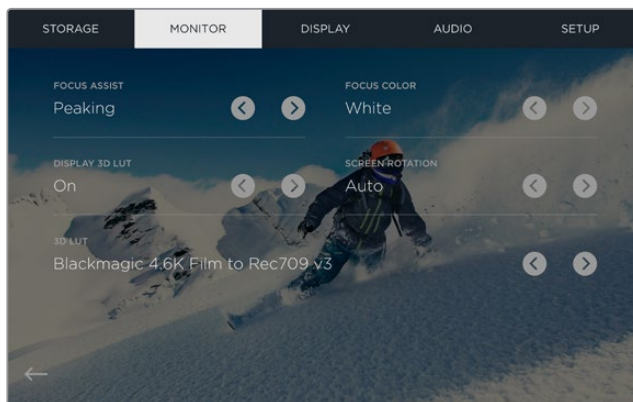 STORAGE MONITOR DISPLAY AUDIO SETUP
FOCUS ASSIST FOCUS COLOR
Peaking White
DISPLAY 3D LUT SCREEN ROTATION
On Auto
3D LUT
Blackmagic 4.6K Film to Rec709 v3